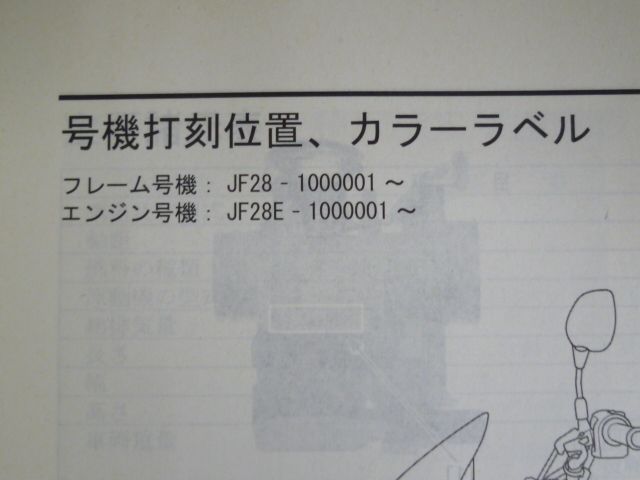 号機打刻位置、カラーラベル
フレーム号機： JF28 - 1000001 ～
エンジン号機： JF28E - 1000001 ～